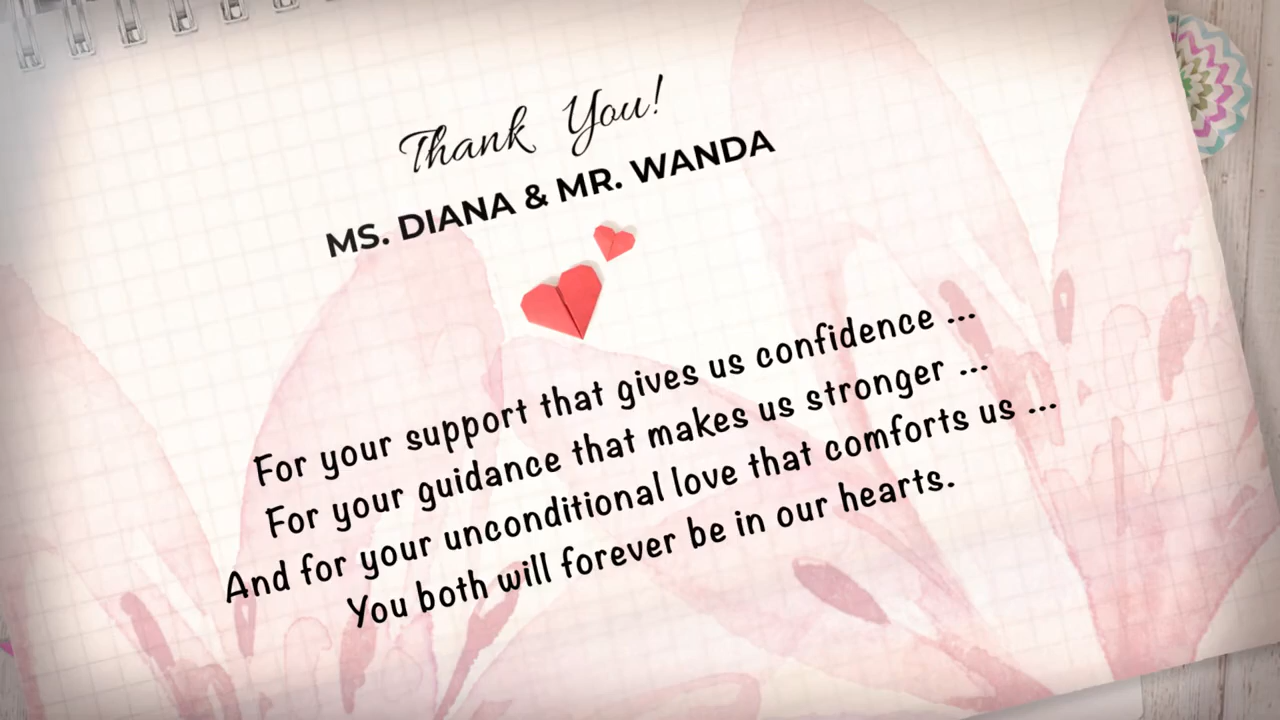 Thank You!
MS. DIANA & MR. WANDA
For your support that gives us confidence ...
For your guidance that makes us stronger ...
And for your unconditional love that comforts us ...
You both will forever be in our hearts.